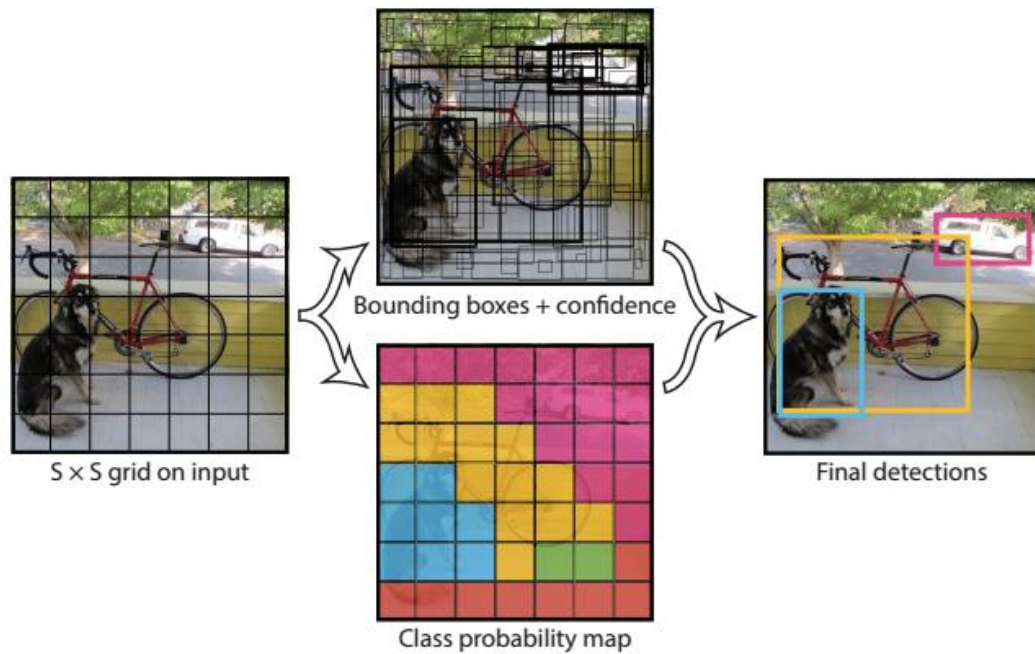 Bounding boxes + confidence
S × S grid on input
Final detections
Class probability map